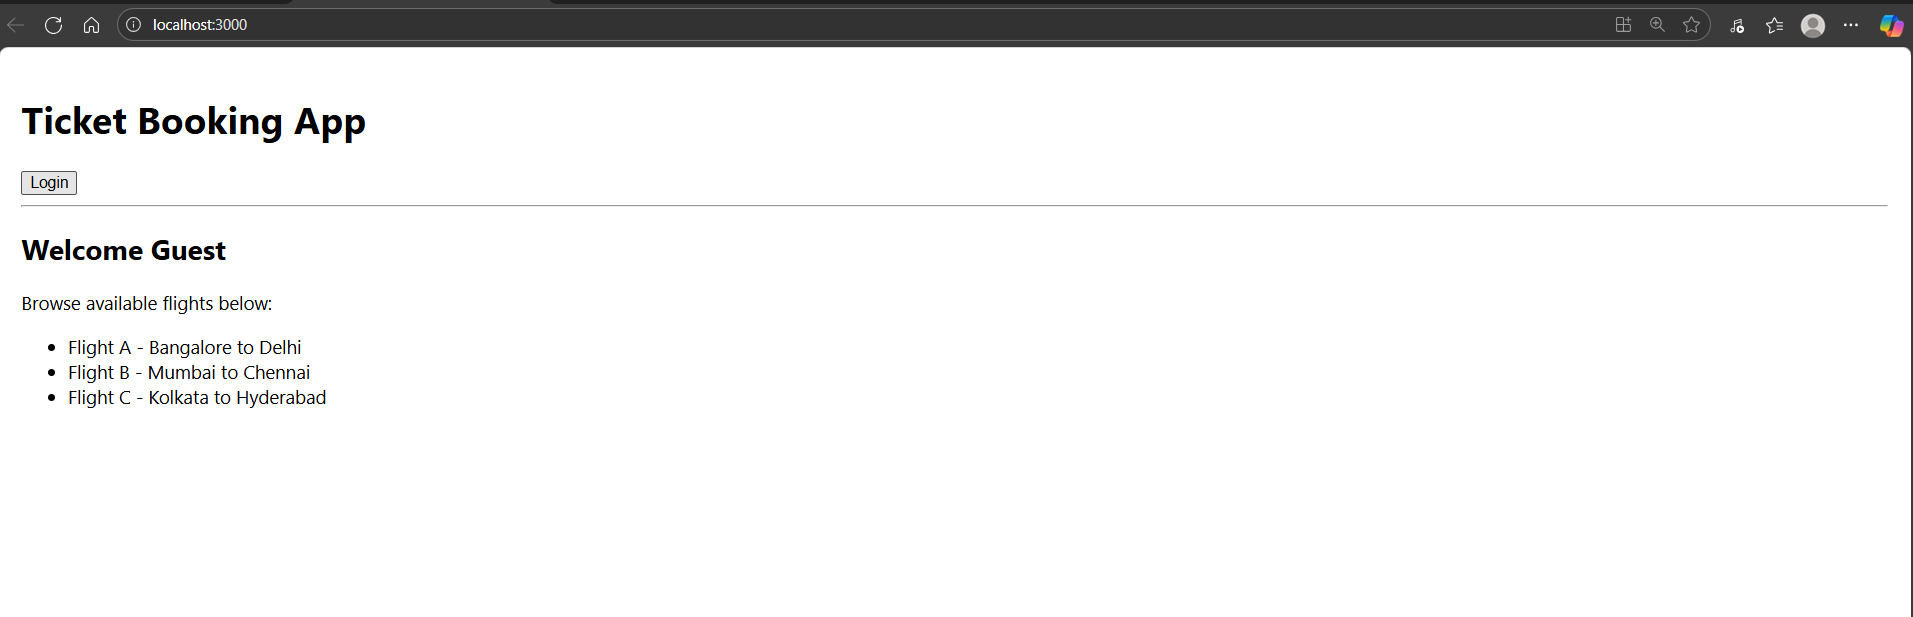 localhost:3000
Ticket Booking App
Login
Welcome Guest
Browse available flights below:
Flight A - Bangalore to Delhi
Flight B - Mumbai to Chennai
Flight C - Kolkata to Hyderabad